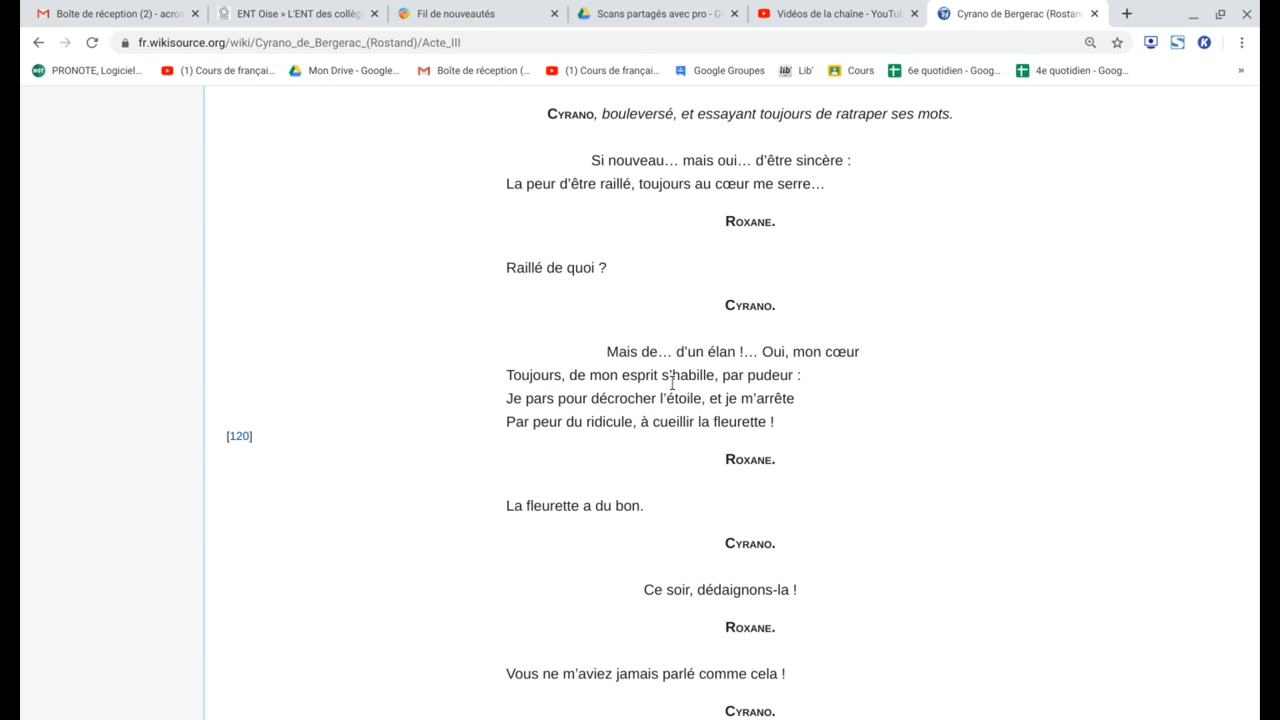 Boîte de réception (2) - acros
ENT Oise » L'ENT des collèg
Fil de nouveautés
Scans partagés avec pro - G
Vidéos de la chaîne - YouTu
Cyrano de Bergerac (Rostan
fr.wikisource.org/wiki/Cyrano_de_Bergerac_(Rostand)/Acte_III
PRONOTE, Logiciel...
(1) Cours de françai...
Mon Drive - Google...
Boîte de réception (...
(1) Cours de françai...
Google Groupes
lib' Lib'
Cours
6e quotidien - Goog...
4e quotidien - Goog...
»
Cyrano, bouleversé, et essayant toujours de ratraper ses mots.
Si nouveau… mais oui… d’être sincère :
La peur d’être raillé, toujours au cœur me serre…
Roxane.
Raillé de quoi ?
Cyrano.
Mais de… d’un élan !… Oui, mon cœur
Toujours, de mon esprit s’habille, par pudeur :
Je pars pour décrocher l’étoile, et je m’arrête
Par peur du ridicule, à cueillir la fleurette !
[120]
Roxane.
La fleurette a du bon.
Cyrano.
Ce soir, dédaignons-la !
Roxane.
Vous ne m’aviez jamais parlé comme cela !
Cyrano.